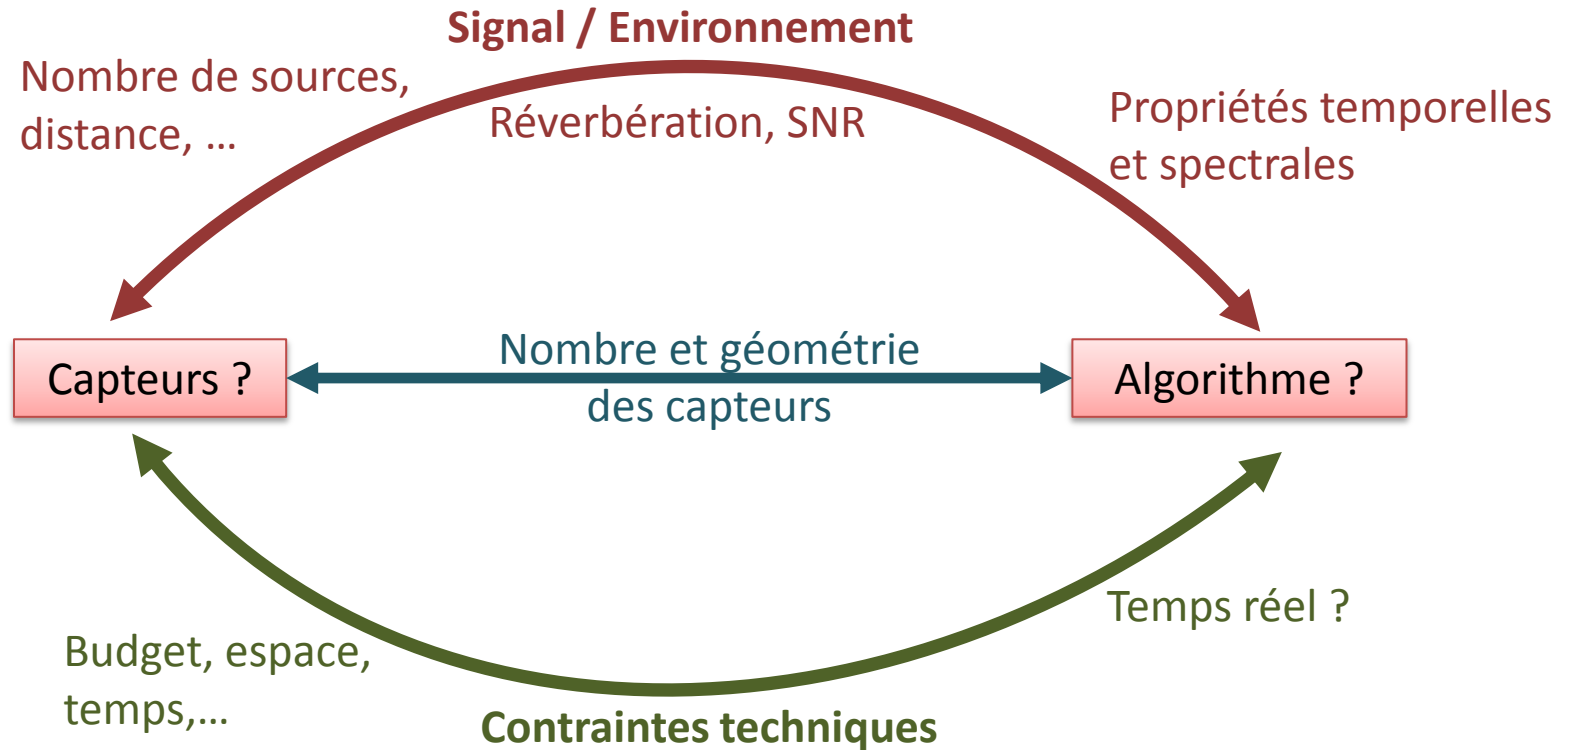 Signal / Environnement
Nombre de sources,
distance, ...
Réverbération, SNR
Propriétés temporelles
et spectrales
Capteurs ?
Nombre et géométrie
des capteurs
Algorithme ?
Temps réel ?
Budget, espace,
temps,...
Contraintes techniques